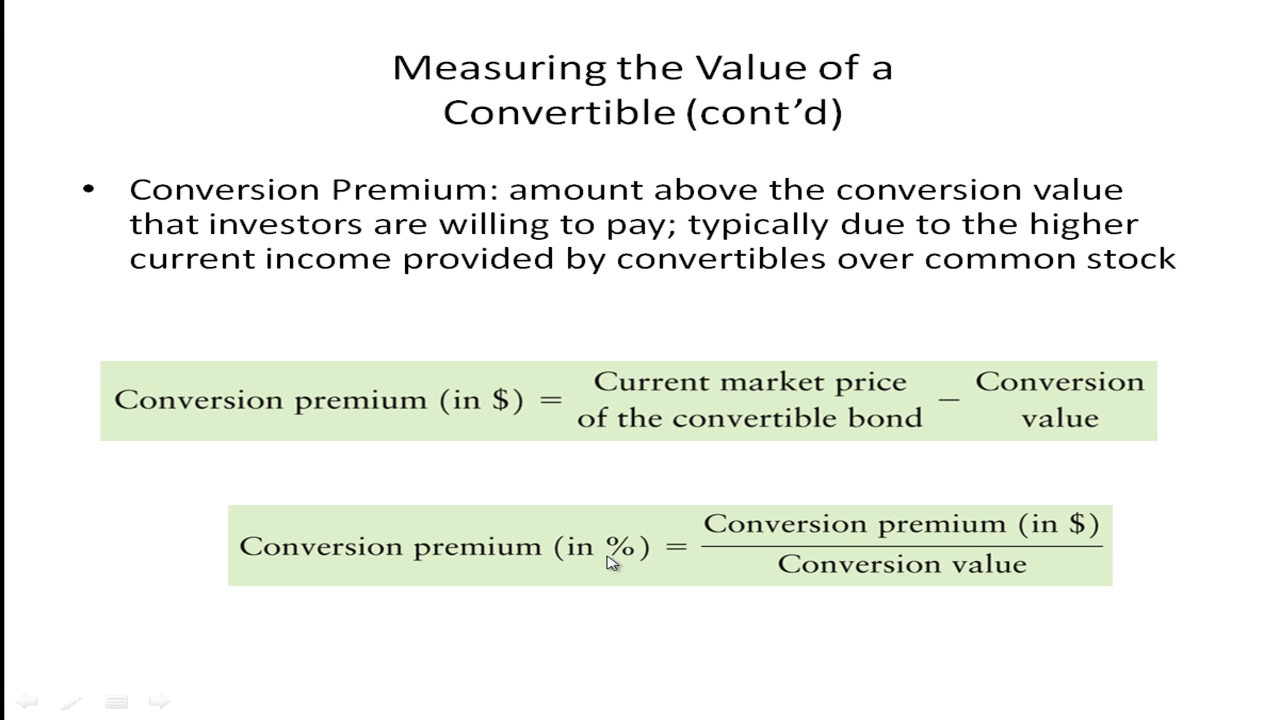 Measuring the Value of a
Convertible (cont’d)
• Conversion Premium: amount above the conversion value
that investors are willing to pay; typically due to the higher
current income provided by convertibles over common stock
Conversion premium (in $) = Current market price of the convertible bond − Conversion value
Conversion premium (in %) = Conversion premium (in $) / Conversion value